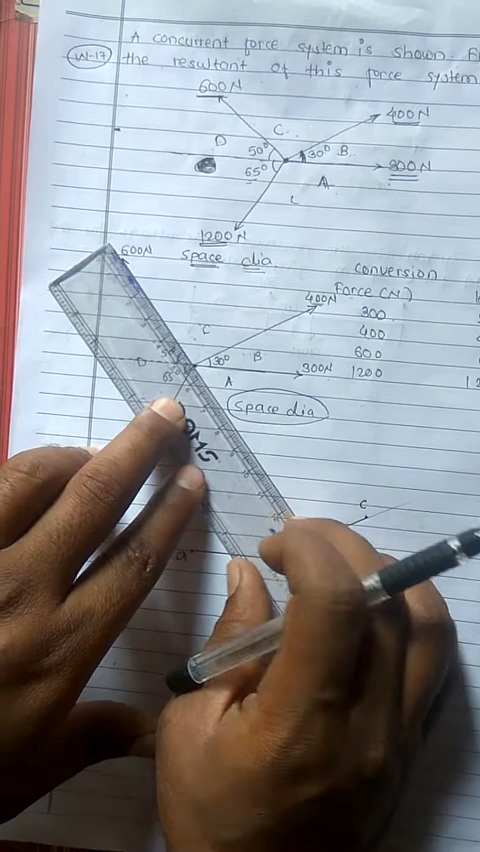 A concurrent force system is shown.
W-17 the resultant of this force system
600N
400N
C
D 50° 30° B
65° 300N
A
1200N
space dia
600N
conversion
Force (N)
400N
300
C
400
30° B
600
D
300N
1200
65
A
space dia
c
a